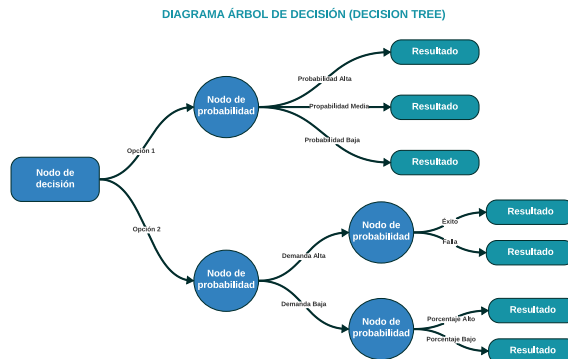 DIAGRAMA ÁRBOL DE DECISIÓN (DECISION TREE)
Nodo de
decisión
Opción 1
Opción 2
Nodo de
probabilidad
Probabilidad Alta
Propabilidad Media
Probabilidad Baja
Resultado
Resultado
Resultado
Nodo de
probabilidad
Demanda Alta
Demanda Baja
Nodo de
probabilidad
Éxito
Falla
Resultado
Resultado
Nodo de
probabilidad
Porcentaje Alto
Porcentaje Bajo
Resultado
Resultado